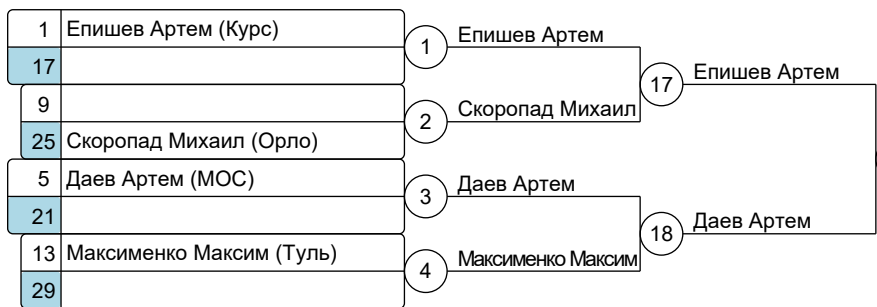 1 Епишев Артем (Курс)
17
9
25 Скоропад Михаил (Орло)
5 Даев Артем (МОС)
21
13 Максименко Максим (Туль)
29
1 Епишев Артем
2 Скоропад Михаил
3 Даев Артем
4 Максименко Максим
17 Епишев Артем
18 Даев Артем